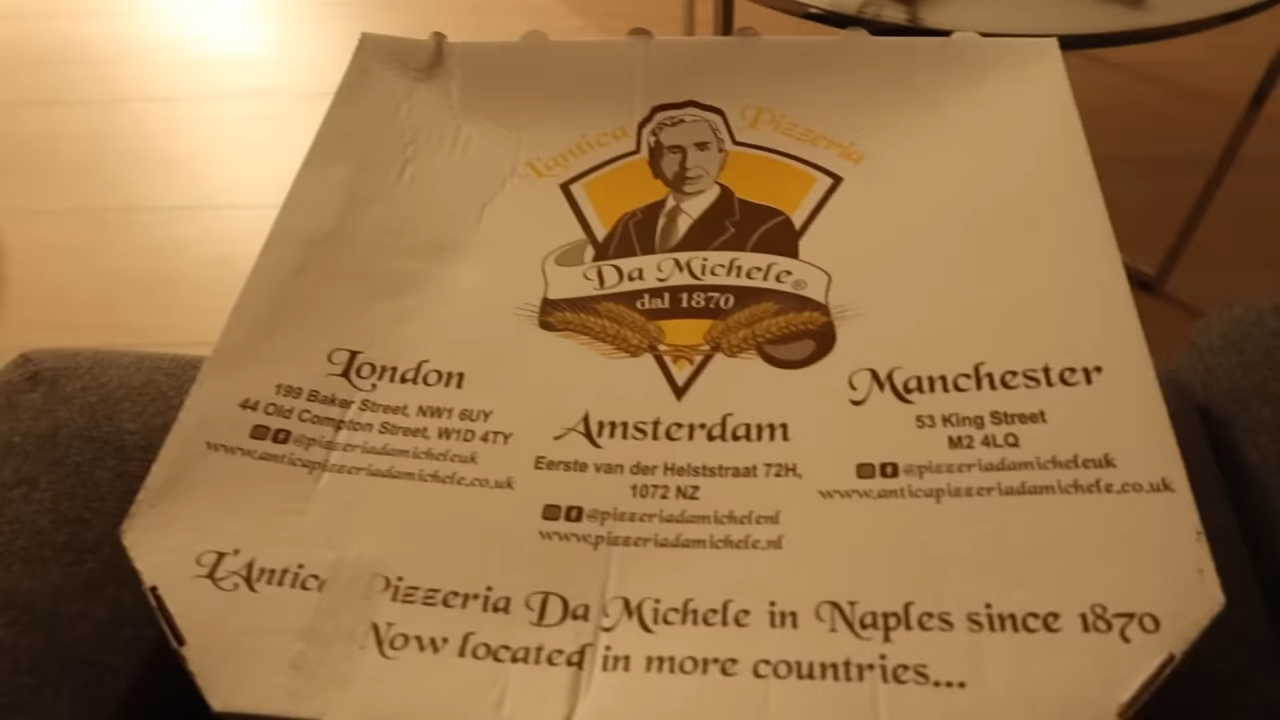 L'antica Pizzeria
Da Michele®
dal 1870
London
199 Baker Street, NW1 6UY
44 Old Compton Street, W1D 4TY
@pizzeriadamicheleuk
www.anticapizzeriadamichele.co.uk
Amsterdam
Eerste van der Helststraat 72H,
1072 NZ
@pizzeriadamichelenl
www.pizzeriadamichele.nl
Manchester
53 King Street
M2 4LQ
@pizzeriadamicheleuk
www.anticapizzeriadamichele.co.uk
L'Antica Pizzeria Da Michele in Naples since 1870
Now located in more countries...